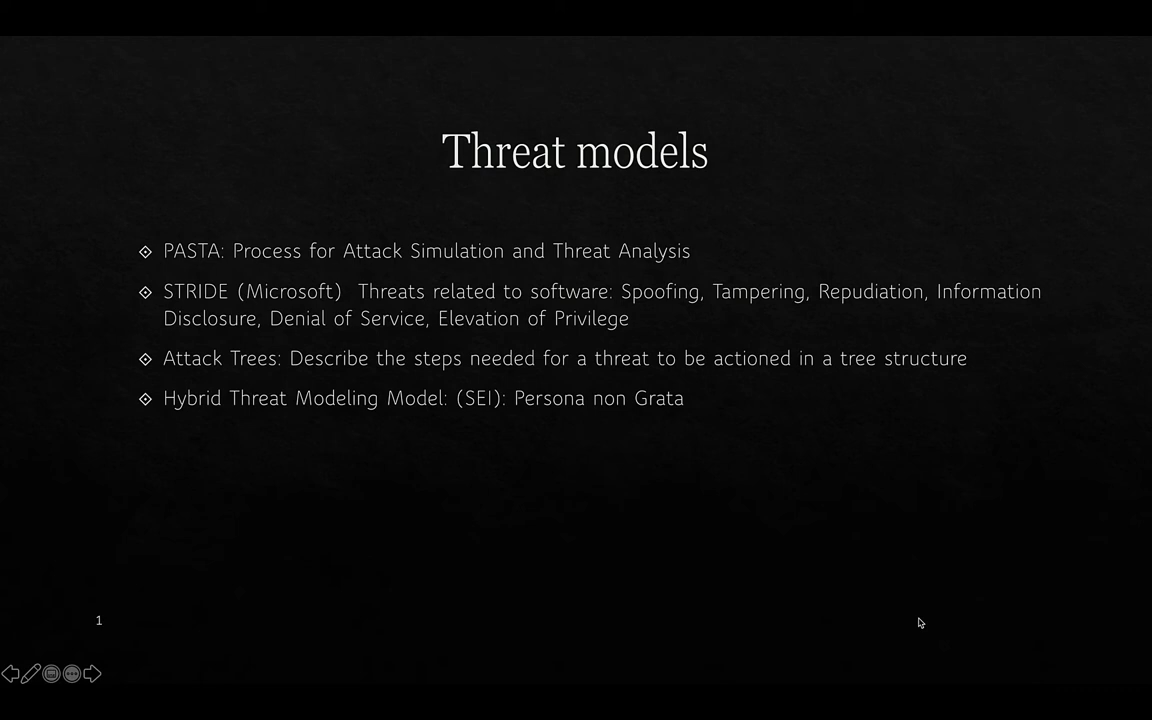 Threat models
PASTA: Process for Attack Simulation and Threat Analysis
STRIDE (Microsoft)  Threats related to software: Spoofing, Tampering, Repudiation, Information
Disclosure, Denial of Service, Elevation of Privilege
Attack Trees: Describe the steps needed for a threat to be actioned in a tree structure
Hybrid Threat Modeling Model: (SEI): Persona non Grata
1